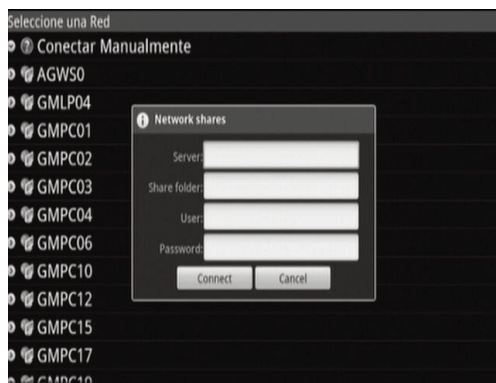 Seleccione una Red
Conectar Manualmente
AGWS0
GMLP04
GMPC01
GMPC02
GMPC03
GMPC04
GMPC06
GMPC10
GMPC12
GMPC15
GMPC17
Network shares
Server:
Share folder:
User:
Password:
Connect Cancel